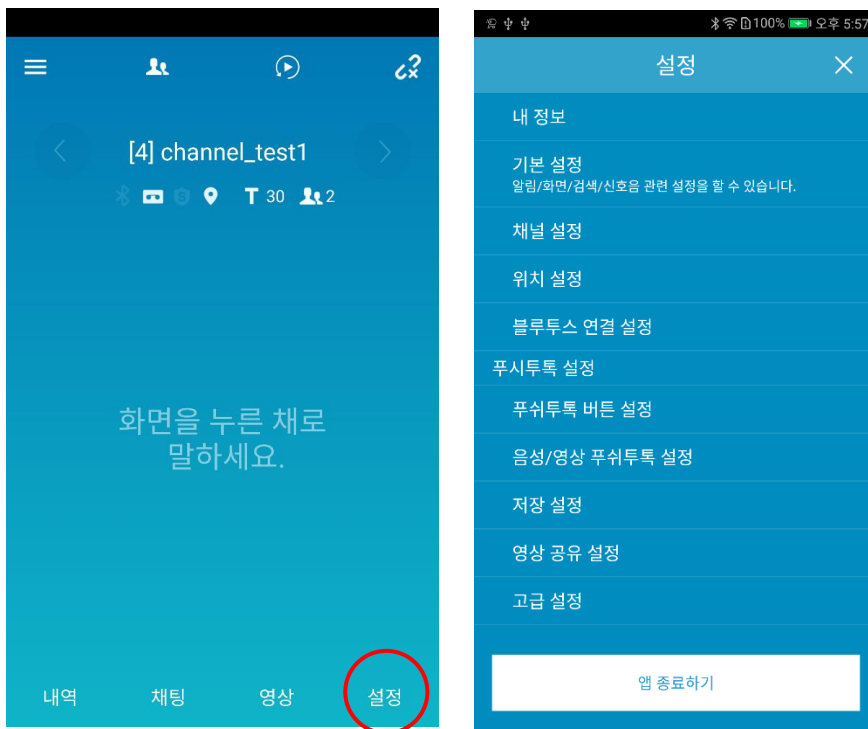 [4] channel_test1
T 30 2
화면을 누른 채로
말하세요.
내역 채팅 영상 설정
100% 오후 5:57
설정
내 정보
기본 설정
알림/화면/검색/신호음 관련 설정을 할 수 있습니다.
채널 설정
위치 설정
블루투스 연결 설정
푸시투톡 설정
푸쉬투톡 버튼 설정
음성/영상 푸쉬투톡 설정
저장 설정
영상 공유 설정
고급 설정
앱 종료하기